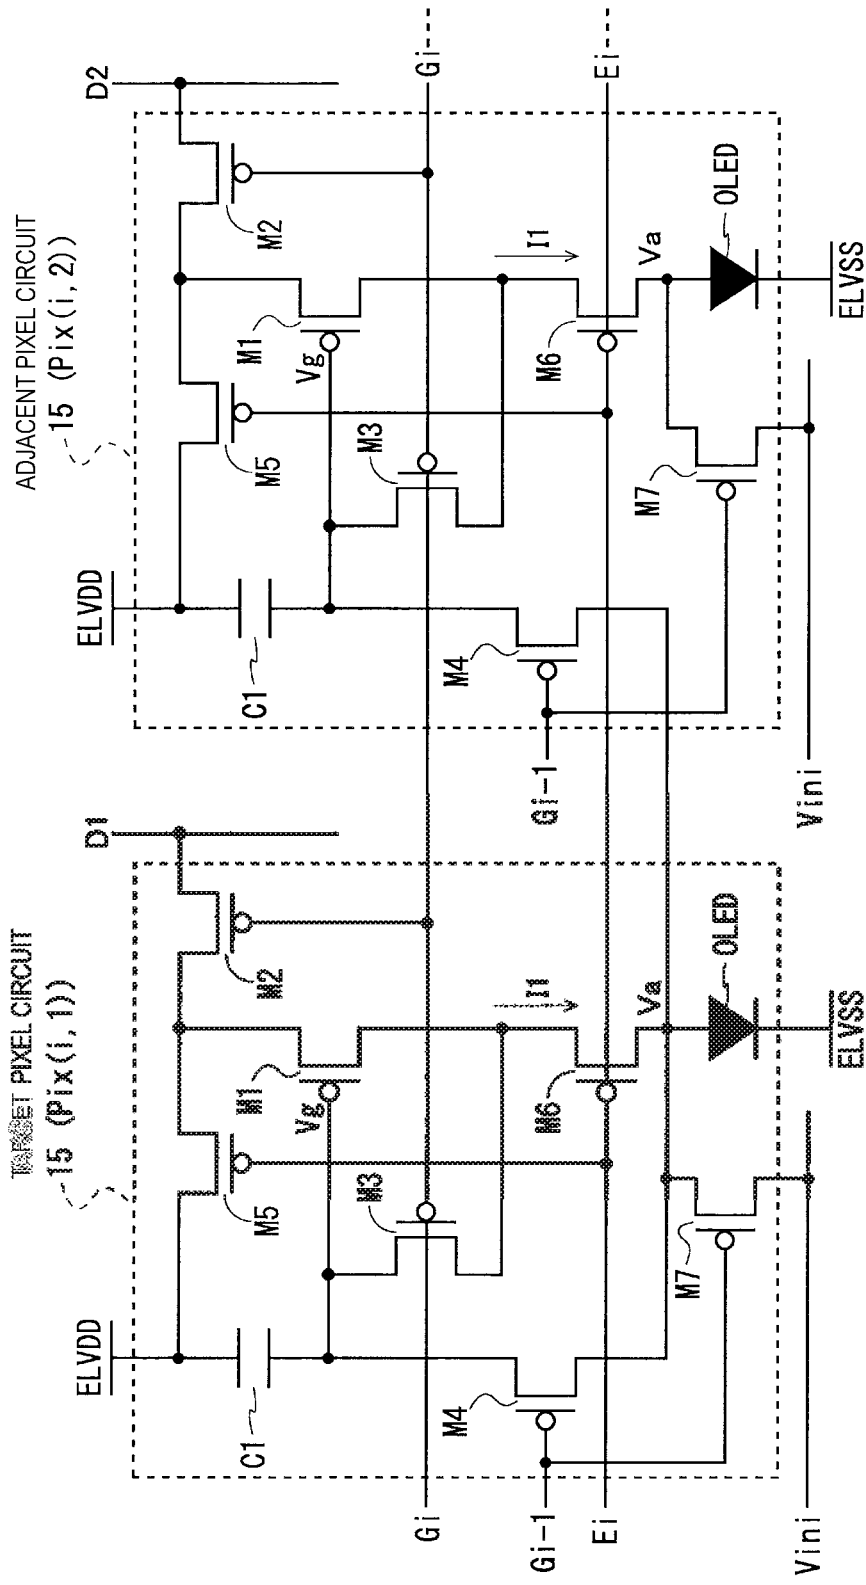 TARGET PIXEL CIRCUIT
15 (Pix(i,1))
ADJACENT PIXEL CIRCUIT
15 (Pix(i,2))
ELVDD
D1
ELVDD
D2
C1
M5
M2
C1
M5
M2
M1
Vg
M1
Vg
M3
M3
Gi
Gi
M4
I1
M4
I1
Gi-1
Gi-1
M6
M6
Ei
Ei
Va
Va
M7
OLED
M7
OLED
Vini
ELVSS
Vini
ELVSS